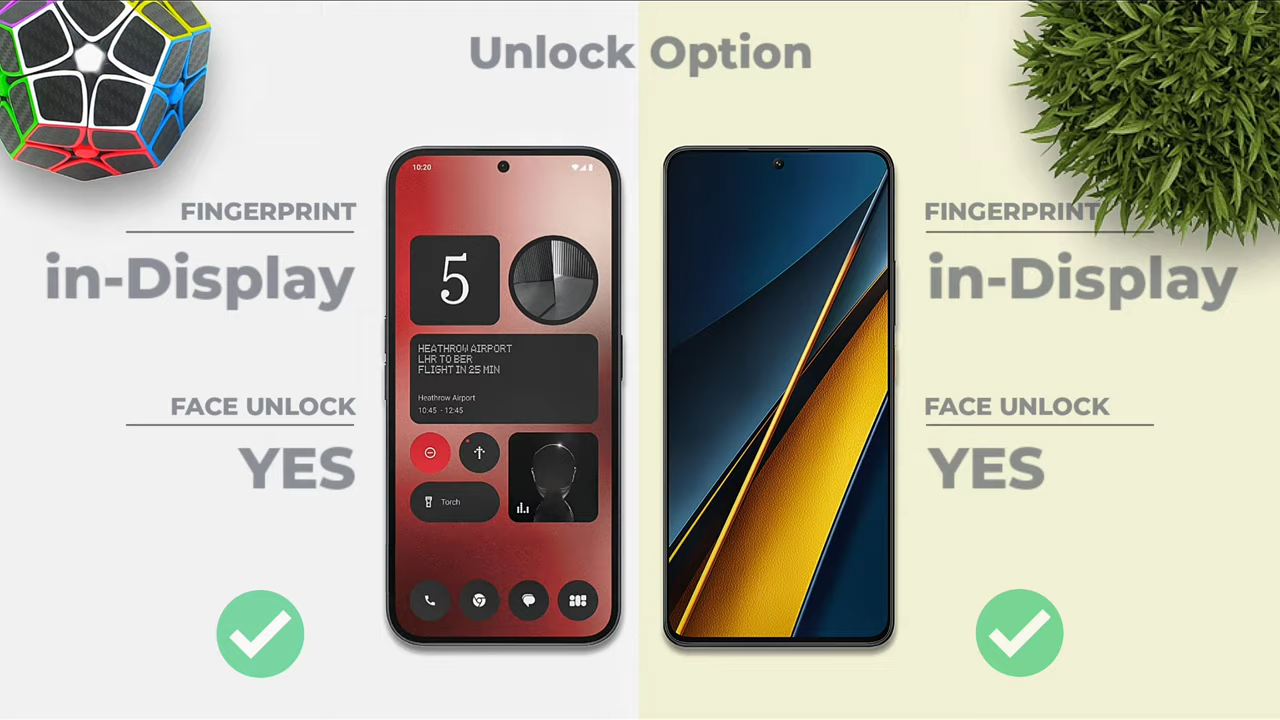 Unlock Option
FINGERPRINT
in-Display
FACE UNLOCK
YES
10:20
5
HEATHROW AIRPORT
LHR TO BER
FLIGHT IN 25 MIN
Heathrow Airport
10:45 - 12:45
Torch
FINGERPRINT
in-Display
FACE UNLOCK
YES